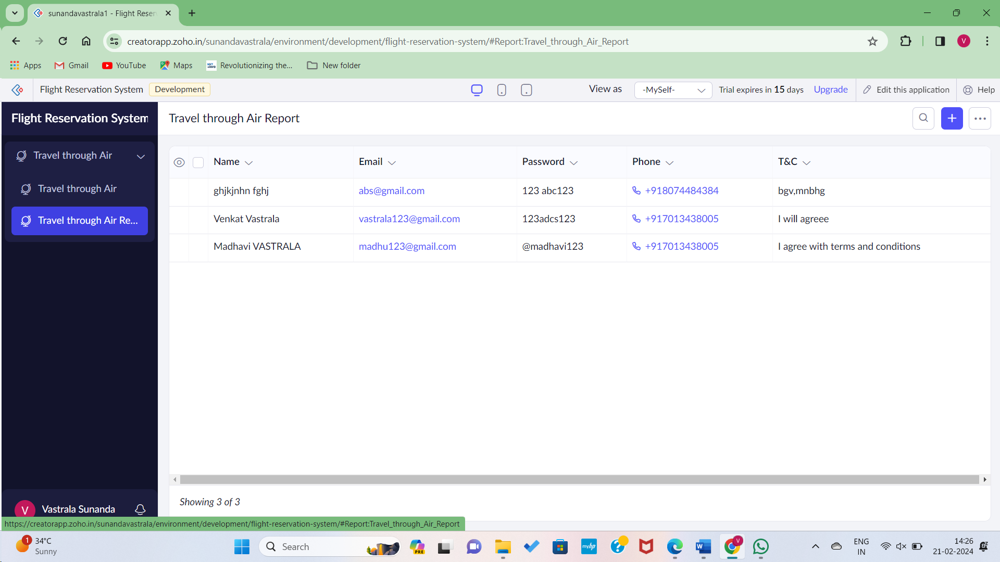 sunandavastrala1 - Flight Reser
creatorapp.zoho.in/sunandavastrala/environment/development/flight-reservation-system/#Report:Travel_through_Air_Report
V
Apps
Gmail
YouTube
Maps
Revolutionizing the...
New folder
Flight Reservation System
Development
View as
-MySelf-
Trial expires in 15 days
Upgrade
Edit this application
Help
Flight Reservation System
Travel through Air
Travel through Air
Travel through Air Re...
Travel through Air Report
Name Email Password Phone T&C
ghjkjnhn fghj abs@gmail.com 123 abc123 +918074484384 bgv,mnbhg
Venkat Vastrala vastrala123@gmail.com 123adcs123 +917013438005 I will agreee
Madhavi VASTRALA madhu123@gmail.com @madhavi123 +917013438005 I agree with terms and conditions
Showing 3 of 3
V Vastrala Sunanda
https://creatorapp.zoho.in/sunandavastrala/environment/development/flight-reservation-system/#Report:Travel_through_Air_Report
1
34°C
Sunny
Search
PRE
myhp
W
V
ENG
IN
14:26
21-02-2024